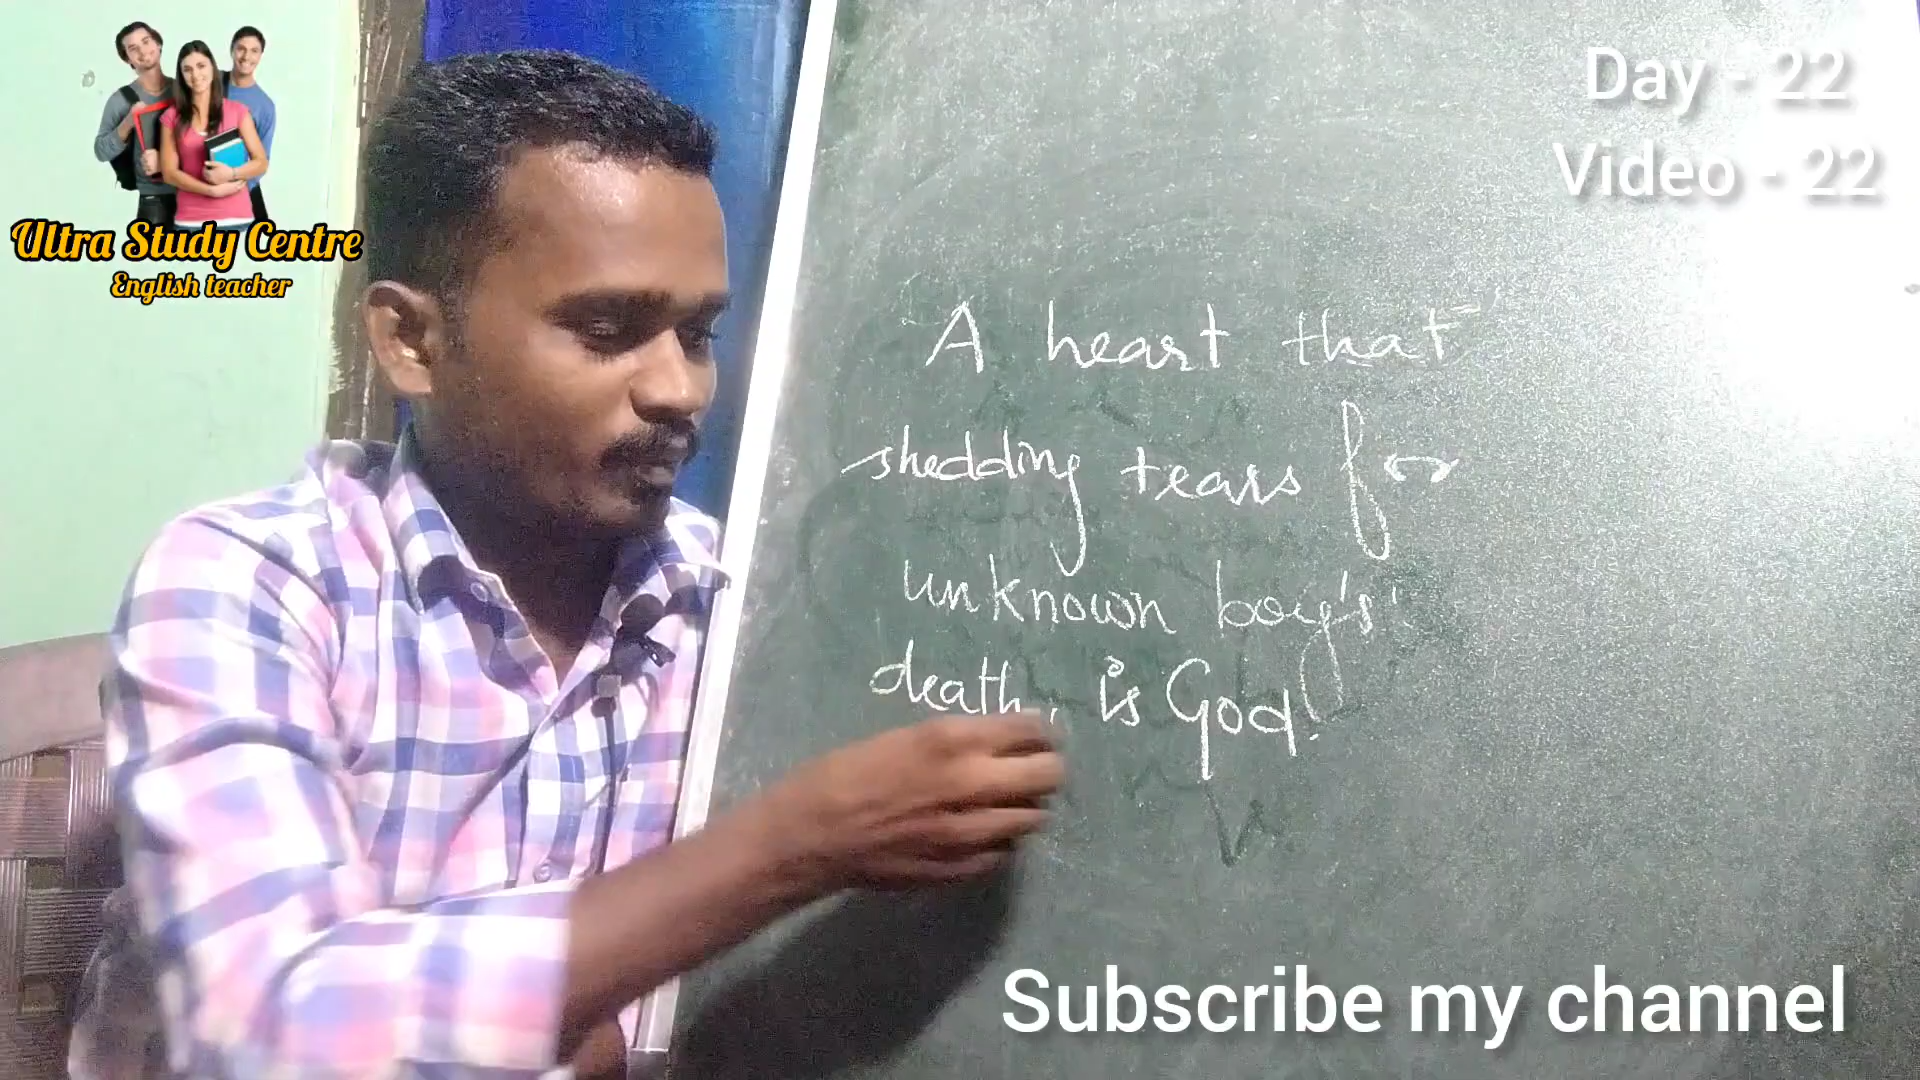 Ultra Study Centre
English teacher
Day - 22
Video - 22
A heart that
shedding tears for
unknown boy's
death, is God!
Subscribe my channel